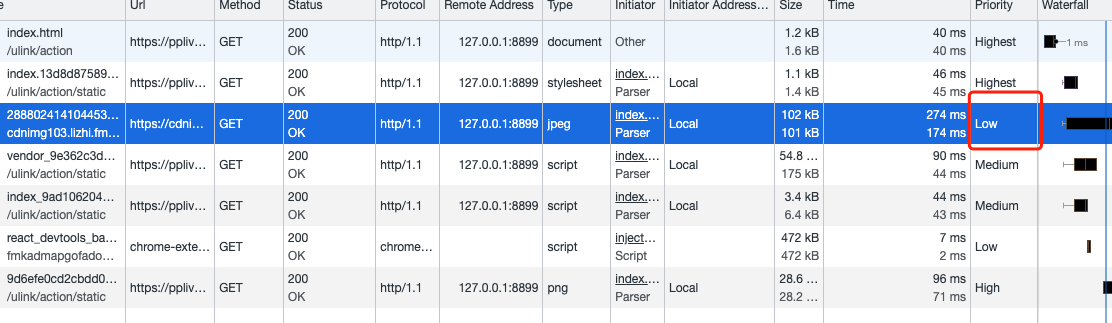 e Url Method Status Protocol Remote Address Type Initiator Initiator Address… Size Time Priority Waterfall
index.html https://ppliv… GET 200 http/1.1 127.0.0.1:8899 document Other 1.2 kB 40 ms Highest 1 ms
/ulink/action OK 1.6 kB 40 ms
index.13d8d87589… https://ppliv… GET 200 http/1.1 127.0.0.1:8899 stylesheet index.… Local 1.1 kB 46 ms Highest
/ulink/action/static OK Parser 1.4 kB 45 ms
288802414104453… https://cdni… GET 200 http/1.1 127.0.0.1:8899 jpeg index.… Local 102 kB 274 ms Low
cdnimg103.lizhi.fm… OK Parser 101 kB 174 ms
vendor_9e362c3d… https://ppliv… GET 200 http/1.1 127.0.0.1:8899 script index.… Local 54.8 … 90 ms Medium
/ulink/action/static OK Parser 175 kB 44 ms
index_9ad106204… https://ppliv… GET 200 http/1.1 127.0.0.1:8899 script index.… Local 3.4 kB 44 ms Medium
/ulink/action/static OK Parser 6.4 kB 43 ms
react_devtools_ba… chrome-exte… GET 200 chrome… script inject… 472 kB 7 ms Low
fmkadmapgofado… OK Script 472 kB 2 ms
9d6efe0cd2cbdd0… https://ppliv… GET 200 http/1.1 127.0.0.1:8899 png index.… Local 28.6 … 96 ms High
/ulink/action/static OK Parser 28.2 … 71 ms